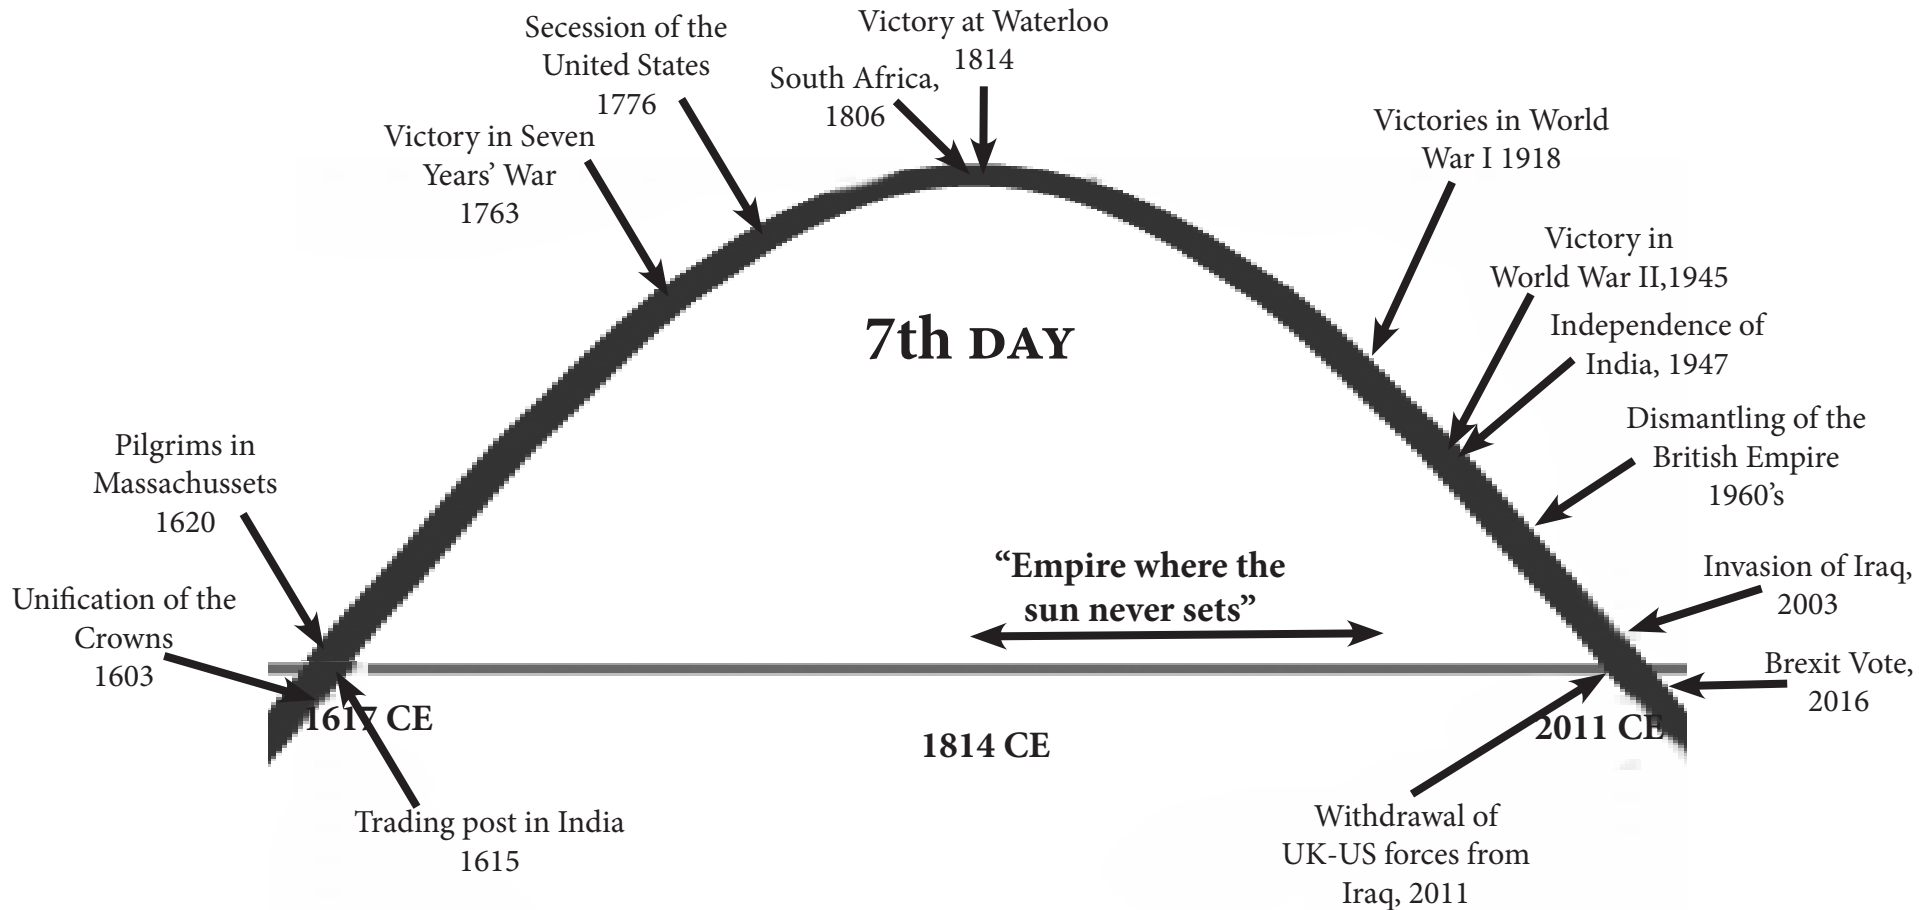 Secession of the
United States
1776
Victory at Waterloo
1814
South Africa,
1806
Victory in Seven
Years’ War
1763
Victories in World
War I 1918
Victory in
World War II,1945
Independence of
India, 1947
7th DAY
Dismantling of the
British Empire
1960’s
Pilgrims in
Massachussets
1620
“Empire where the
sun never sets”
Invasion of Iraq,
2003
Unification of the
Crowns
1603
Brexit Vote,
2016
1617 CE
1814 CE
2011 CE
Trading post in India
1615
Withdrawal of
UK-US forces from
Iraq, 2011